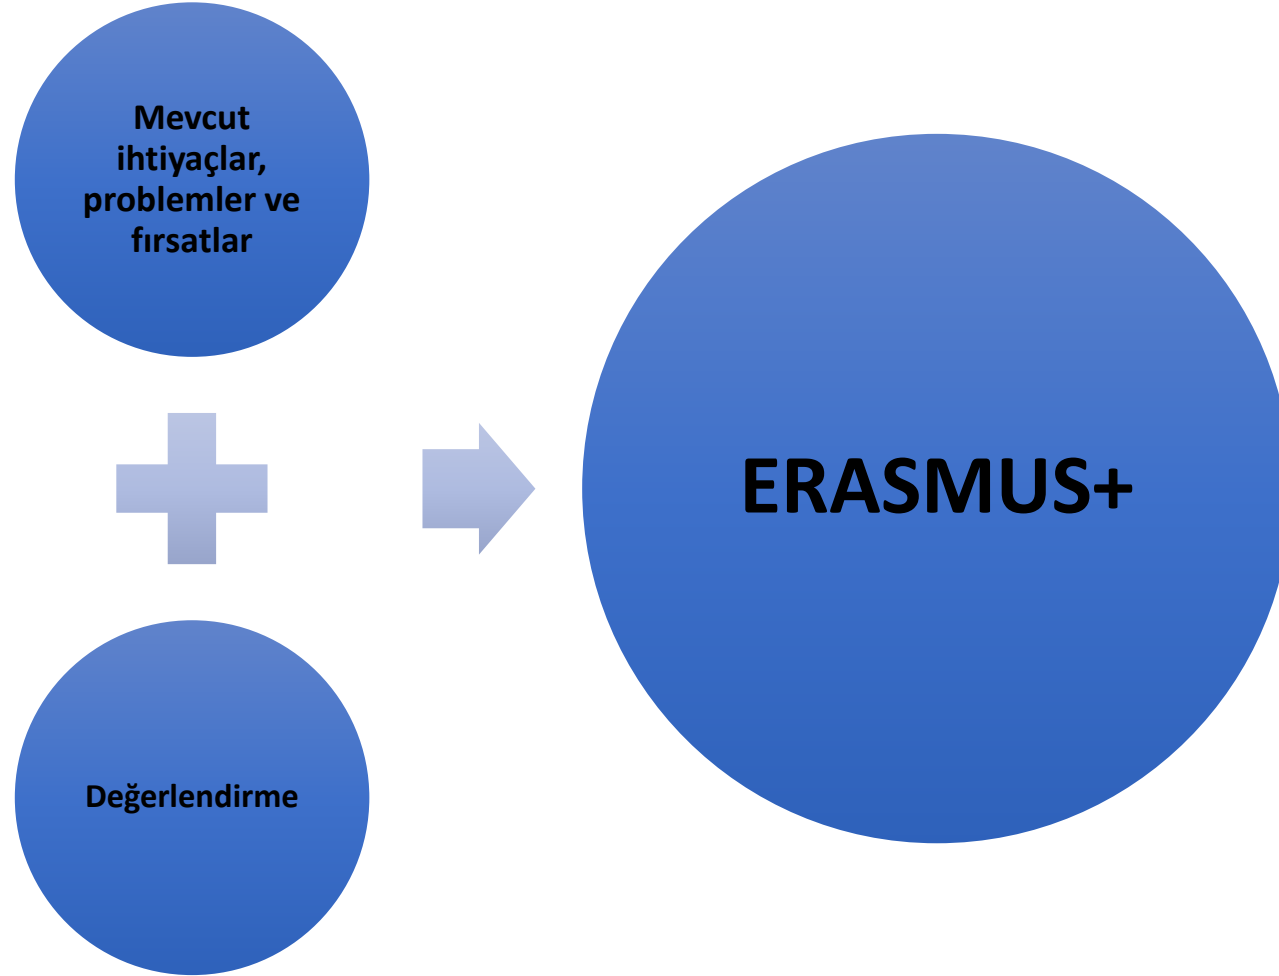 Mevcut
ihtiyaçlar,
problemler ve
fırsatlar
Değerlendirme
ERASMUS+